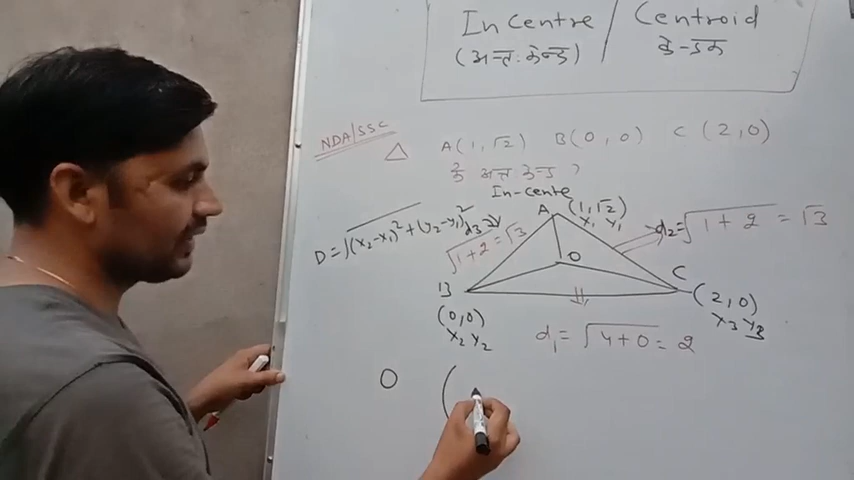 In Centre / Centroid
(अन्तः केन्द्र) / केन्द्रक
NDA/SSC
△ A(1,√2) B(0,0) C(2,0)
के अन्त केन्द्र ?
In-centre
A (1,√2)
x₁ y₁
D = √(x₂-x₁)² + (y₂-y₁)²
d₃ =
√1+2 = √3
d₂ = √1+2 = √3
O
B
C
(0,0)
x₂ y₂
(2,0)
x₃ y₃
d₁ = √4+0 = 2
O (